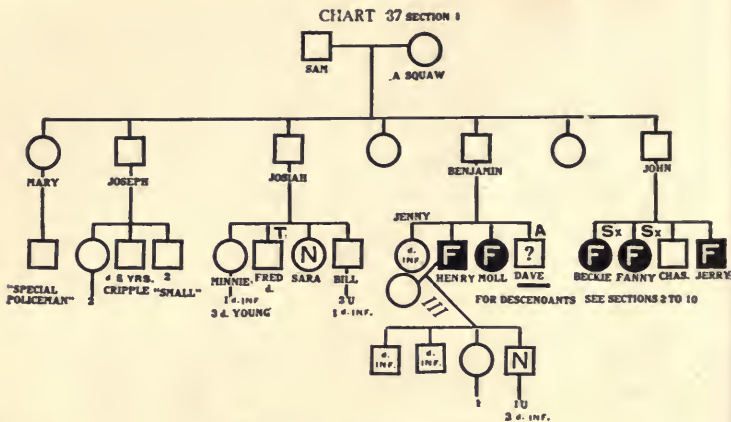 CHART 37 SECTION 1
SAM
A SQUAW
MARY
JOSEPH
JOSIAH
BENJAMIN
JOHN
JENNY
T.
A
Sx
Sx
N
d. INF.
F
F
?
F
F
F
"SPECIAL POLICEMAN"
2
d 8 YRS.
CRIPPLE
2
"SMALL"
MINNIE
1 d. INF
3 d. YOUNG
FRED
d.
SARA
BILL
3 U
1 d. INF.
HENRY
MOLL
DAVE
BECKIE
FANNY
CHAS.
JERRY
FOR DESCENDANTS SEE SECTIONS 2 TO 10
III
d. INF.
d. INF.
N
1
1 U
2 d. INF.